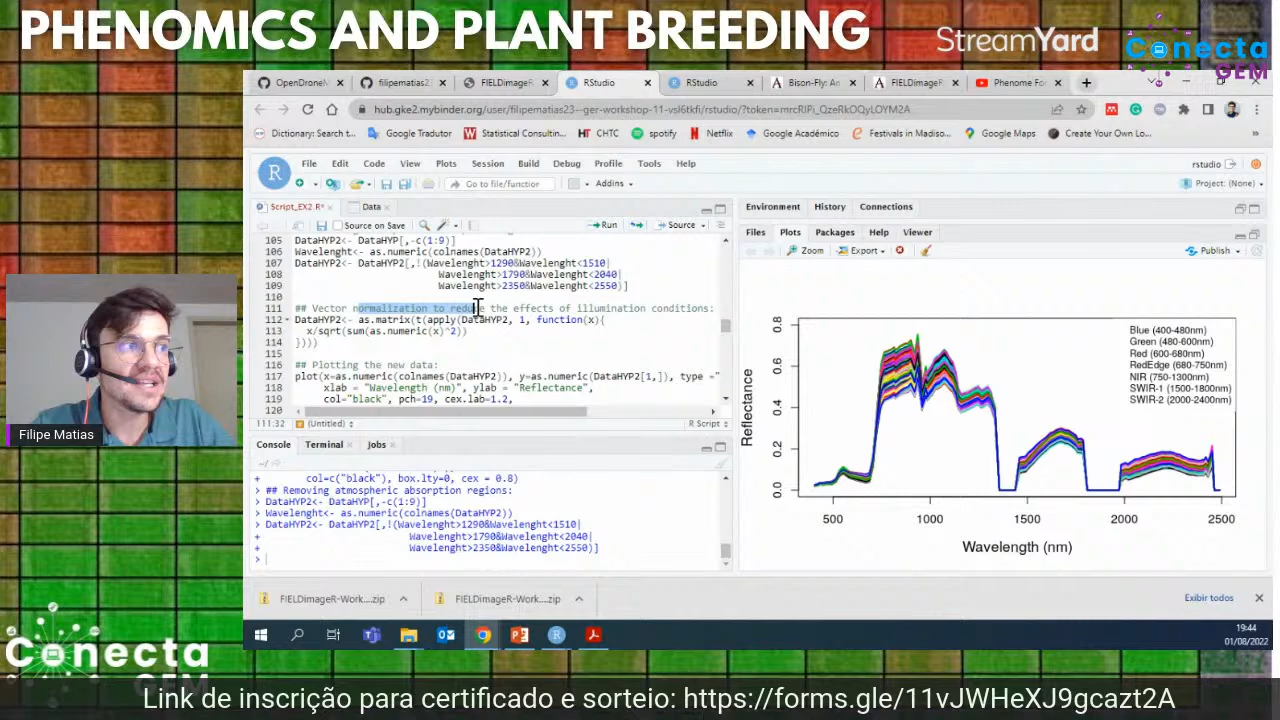 PHENOMICS AND PLANT BREEDING
StreamYard
Conecta
GEM
OpenDroneM
filipematias2
FIELDimageR
RStudio
RStudio
Bison-Fly: An
FIELDimageR
Phenome For
hub.gke2.mybinder.org/user/filipematias23--ger-workshop-11-vsl6tkfi/rstudio/?token=mrcRlPi_QzeRkOQyLOYM2A
Dictionary: Search t...
Google Tradutor
Statistical Consultin...
CHTC
spotify
Netflix
Google Acadêmico
Festivals in Madiso...
Google Maps
Create Your Own Lo...
File Edit Code View Plots Session Build Debug Profile Tools Help
rstudio
Go to file/function
Addins
Project: (None)
Script_EX2.R*
Data
Source on Save
Run
Source
105 DataHYP2<- DataHYP[,-c(1:9)]
106 Wavelenght<- as.numeric(colnames(DataHYP2))
107 DataHYP2<- DataHYP2[,!(Wavelenght>1290&Wavelenght<1510|
108 Wavelenght>1790&Wavelenght<2040|
109 Wavelenght>2350&Wavelenght<2550)]
110
111 ## Vector normalization to reduce the effects of illumination conditions:
112 DataHYP2<- as.matrix(t(apply(DataHYP2, 1, function(x){
113 x/sqrt(sum(as.numeric(x)^2))
114 })))
115
116 ## Plotting the new data:
117 plot(x=as.numeric(colnames(DataHYP2)), y=as.numeric(DataHYP2[1,]), type ="
118 xlab = "Wavelength (nm)", ylab = "Reflectance",
119 col="black", pch=19, cex.lab=1.2,
120
111:32
(Untitled)
R Script
Console
Terminal
Jobs
~/
+ col=c("black"), box.lty=0, cex = 0.8)
> ## Removing atmospheric absorption regions:
> DataHYP2<- DataHYP[,-c(1:9)]
> Wavelenght<- as.numeric(colnames(DataHYP2))
> DataHYP2<- DataHYP2[,!(Wavelenght>1290&Wavelenght<1510|
+ Wavelenght>1790&Wavelenght<2040|
+ Wavelenght>2350&Wavelenght<2550)]
>
Environment
History
Connections
Files
Plots
Packages
Help
Viewer
Zoom
Export
Publish
Blue (400-480nm)
Green (480-600nm)
Red (600-680nm)
RedEdge (680-750nm)
NIR (750-1300nm)
SWIR-1 (1500-1800nm)
SWIR-2 (2000-2400nm)
0.8
0.6
0.4
0.2
0.0
Reflectance
500 1000 1500 2000 2500
Wavelength (nm)
Filipe Matias
FIELDimageR-Work....zip
FIELDimageR-Work....zip
Exibir todos
19:44
01/08/2022
Conecta
GEM
Link de inscrição para certificado e sorteio: https://forms.gle/11vJWHeXJ9gcazt2A